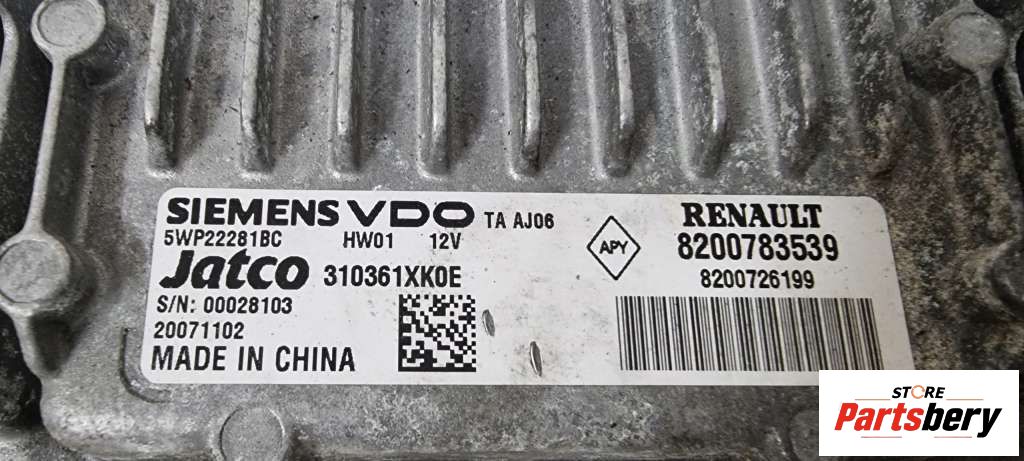 SIEMENS VDO TA AJ06
5WP22281BC HW01 12V
Jatco 310361XK0E
S/N: 00028103
20071102
MADE IN CHINA
APY
RENAULT
8200783539
8200726199
STORE
Partsbery